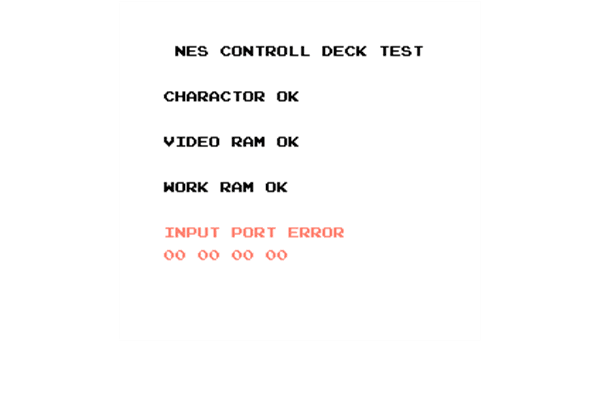 NES CONTROLL DECK TEST
CHARACTOR OK
VIDEO RAM OK
WORK RAM OK
INPUT PORT ERROR
00 00 00 00